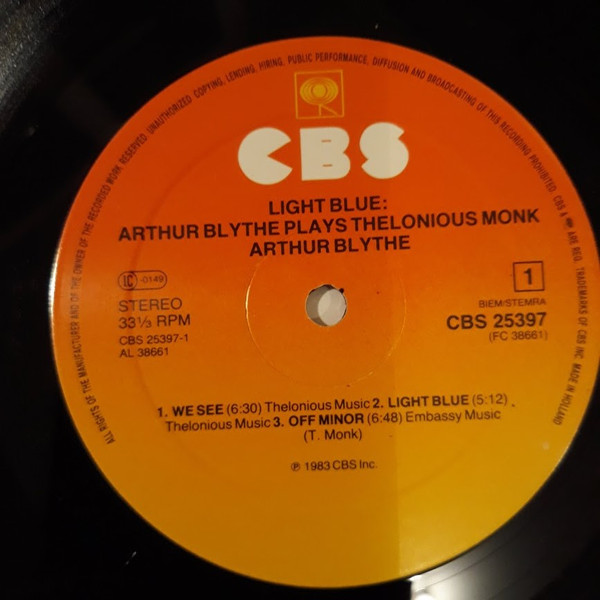 ALL RIGHTS OF THE MANUFACTURER AND OF THE OWNER OF THE RECORDED WORK RESERVED. UNAUTHORIZED COPYING, LENDING, HIRING, PUBLIC PERFORMANCE, DIFFUSION AND BROADCASTING OF THIS RECORDING PROHIBITED. CBS & ARE REG. TRADEMARKS OF CBS INC. MADE IN HOLLAND
CBS
LIGHT BLUE:
ARTHUR BLYTHE PLAYS THELONIOUS MONK
ARTHUR BLYTHE
LC -0149
STEREO
33⅓ RPM
CBS 25397-1
AL 38661
1
BIEM/STEMRA
CBS 25397
(FC 38661)
1. WE SEE (6:30) Thelonious Music 2. LIGHT BLUE (5:12)
Thelonious Music 3. OFF MINOR (6:48) Embassy Music
(T. Monk)
℗ 1983 CBS Inc.